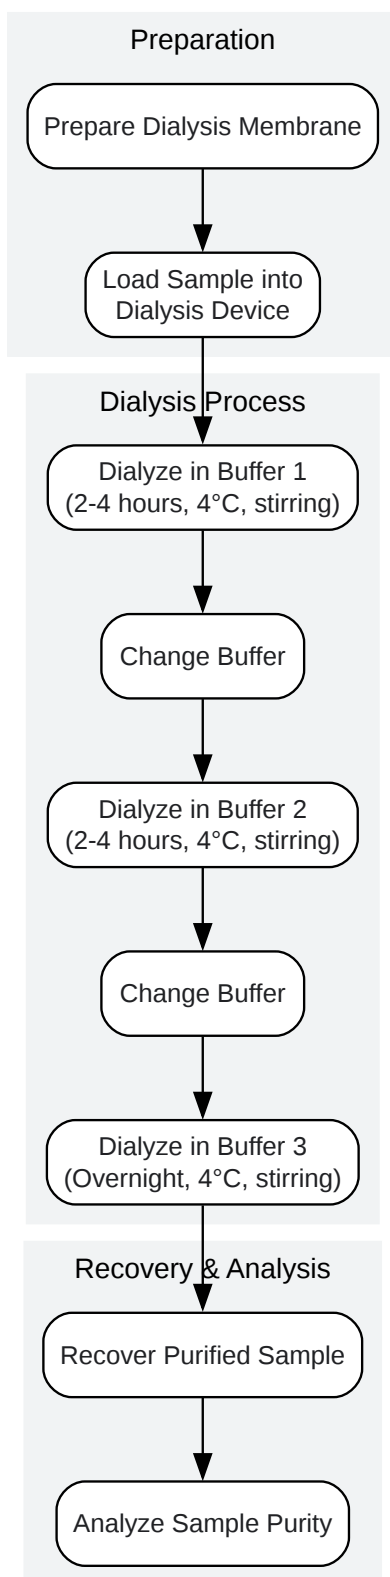 Preparation
Prepare Dialysis Membrane
Load Sample into
Dialysis Device
Dialysis Process
Dialyze in Buffer 1
(2-4 hours, 4°C, stirring)
Change Buffer
Dialyze in Buffer 2
(2-4 hours, 4°C, stirring)
Change Buffer
Dialyze in Buffer 3
(Overnight, 4°C, stirring)
Recovery & Analysis
Recover Purified Sample
Analyze Sample Purity